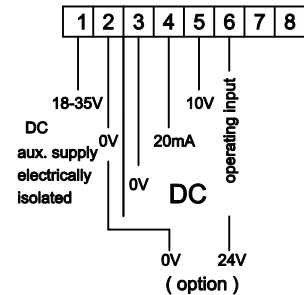 1 2 3 4 5 6 7 8
18-35V
10V
operating input
DC
0V
20mA
aux. supply
electrically
isolated
0V
DC
0V
24V
( option )